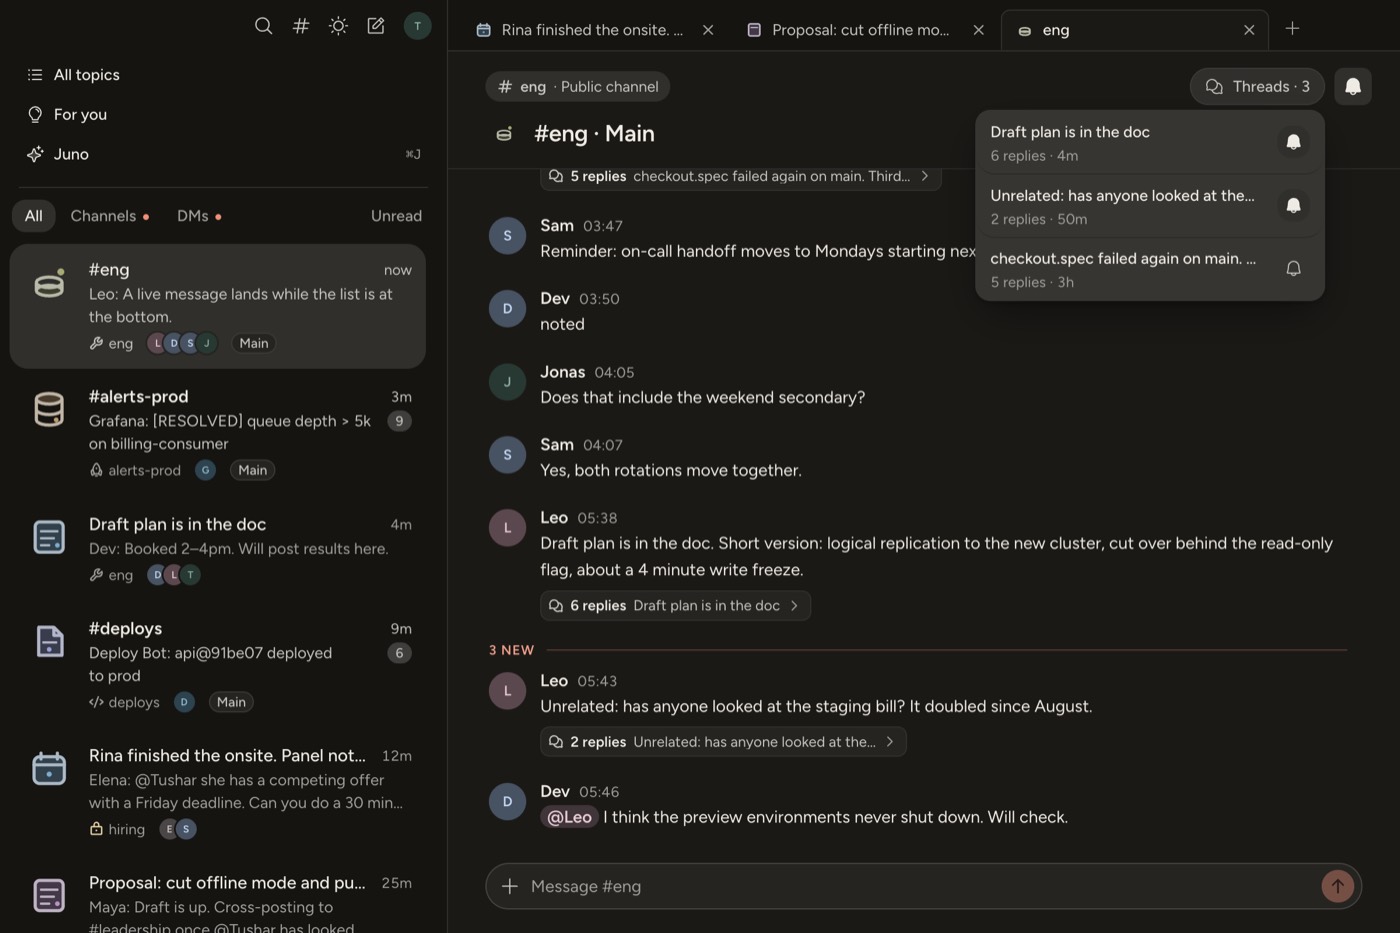 T
All topics
For you
Juno
⌘J
All
Channels
DMs
Unread
#eng
now
Leo: A live message lands while the list is at
the bottom.
eng
L
D
S
J
Main
#alerts-prod
3m
Grafana: [RESOLVED] queue depth > 5k
9
on billing-consumer
alerts-prod
G
Main
Draft plan is in the doc
4m
Dev: Booked 2–4pm. Will post results here.
eng
D
L
T
#deploys
9m
Deploy Bot: api@91be07 deployed
6
to prod
deploys
D
Main
Rina finished the onsite. Panel not...
12m
Elena: @Tushar she has a competing offer
with a Friday deadline. Can you do a 30 min...
hiring
E
S
Proposal: cut offline mode and pu...
25m
Maya: Draft is up. Cross-posting to
#leadership once @Tushar has looked
Rina finished the onsite. ...
Proposal: cut offline mo...
eng
# eng · Public channel
Threads · 3
#eng · Main
Draft plan is in the doc
6 replies · 4m
Unrelated: has anyone looked at the...
2 replies · 50m
checkout.spec failed again on main. ...
5 replies · 3h
5 replies checkout.spec failed again on main. Third...
S
Sam 03:47
Reminder: on-call handoff moves to Mondays starting nex
D
Dev 03:50
noted
J
Jonas 04:05
Does that include the weekend secondary?
S
Sam 04:07
Yes, both rotations move together.
L
Leo 05:38
Draft plan is in the doc. Short version: logical replication to the new cluster, cut over behind the read-only
flag, about a 4 minute write freeze.
6 replies Draft plan is in the doc
3 NEW
L
Leo 05:43
Unrelated: has anyone looked at the staging bill? It doubled since August.
2 replies Unrelated: has anyone looked at the...
D
Dev 05:46
@Leo I think the preview environments never shut down. Will check.
Message #eng